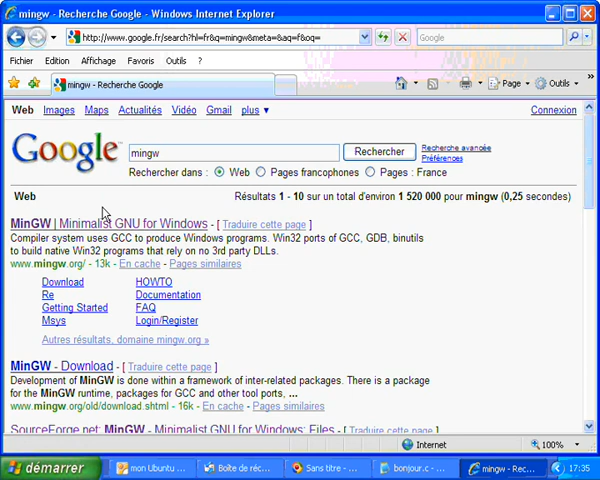 mingw - Recherche Google - Windows Internet Explorer
http://www.google.fr/search?hl=fr&q=mingw&meta=&aq=f&oq=
Google
Fichier Edition Affichage Favoris Outils ?
mingw - Recherche Google
Page Outils
Web Images Maps Actualités Vidéo Gmail plus Connexion
Google
mingw
Rechercher
Recherche avancée
Préférences
Rechercher dans : Web Pages francophones Pages : France
Web Résultats 1 - 10 sur un total d'environ 1 520 000 pour mingw (0,25 secondes)
MinGW | Minimalist GNU for Windows - [ Traduire cette page ]
Compiler system uses GCC to produce Windows programs. Win32 ports of GCC, GDB, binutils
to build native Win32 programs that rely on no 3rd party DLLs.
www.mingw.org/ - 13k - En cache - Pages similaires
Download HOWTO
Re Documentation
Getting Started FAQ
Msys Login/Register
Autres résultats, domaine mingw.org »
MinGW - Download - [ Traduire cette page ]
Development of MinGW is done within a framework of inter-related packages. There is a package
for the MinGW runtime, packages for GCC and other tool ports, ...
www.mingw.org/old/download.shtml - 16k - En cache - Pages similaires
SourceForge.net: MinGW - Minimalist GNU for Windows: Files - [ Traduire cette page ]
Internet 100%
démarrer mon Ubuntu ... Boîte de réc... Sans titre - ... bonjour.c - ... mingw - Rec... 17:35